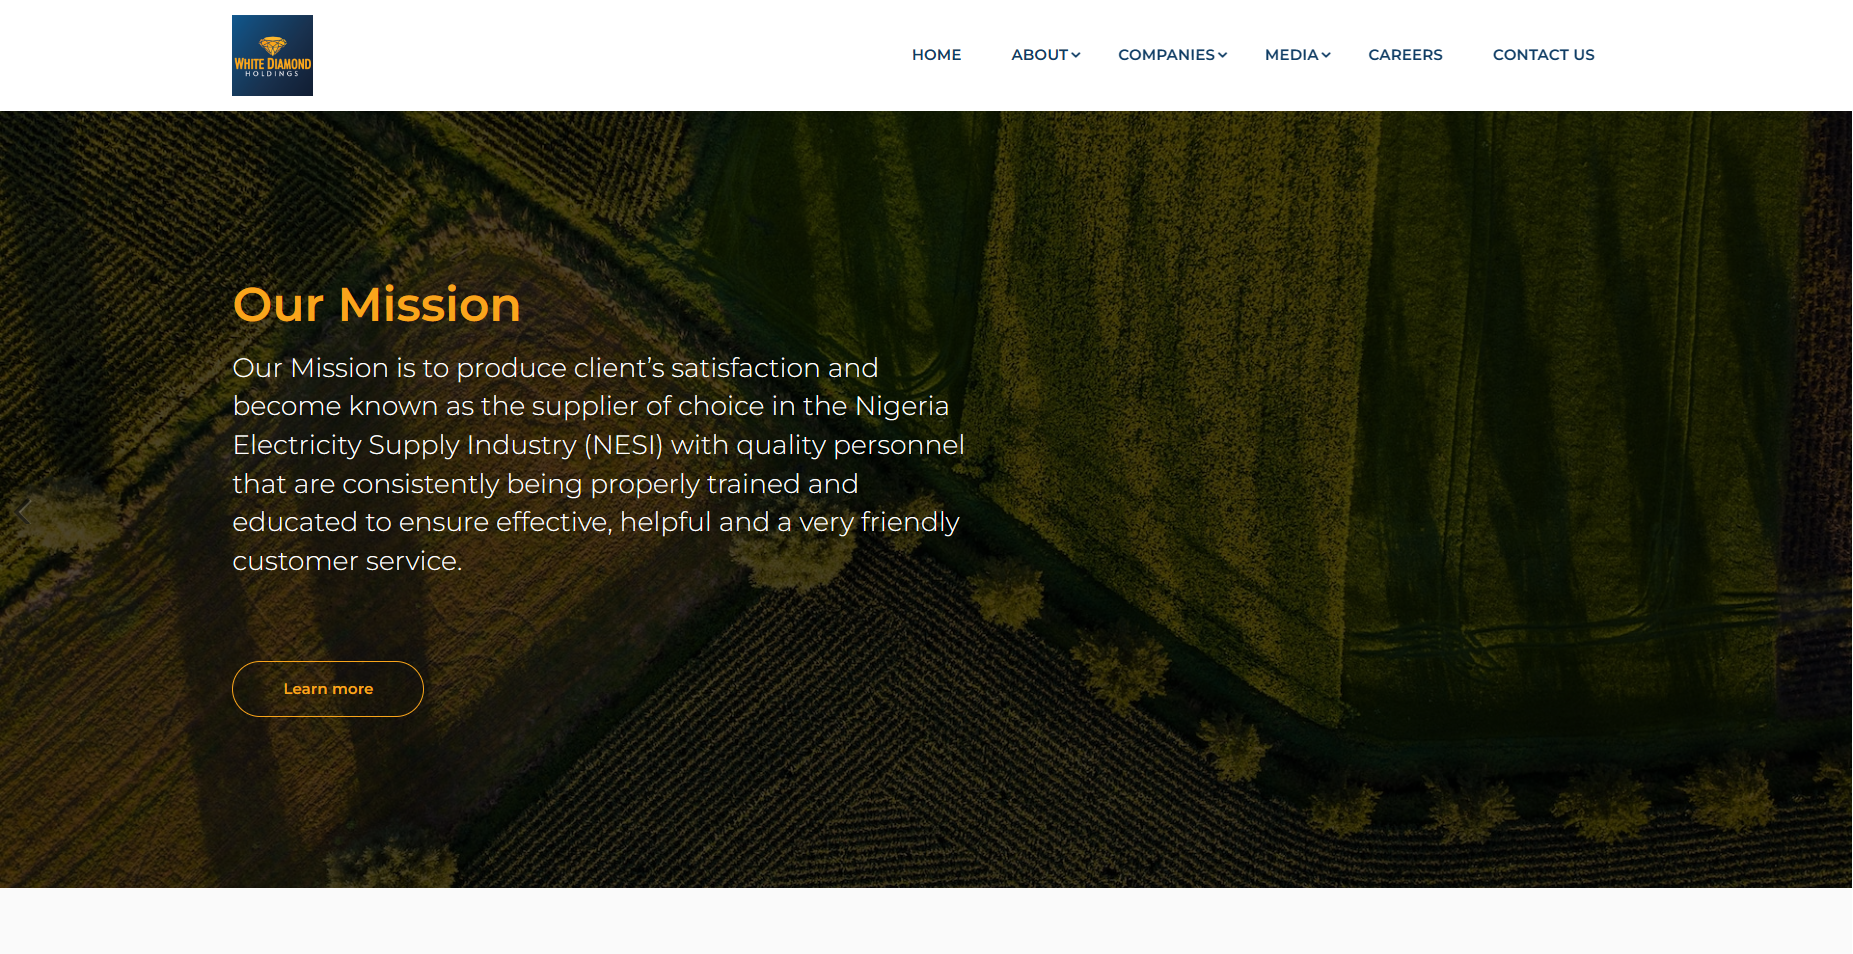 WHITE DIAMOND
HOLDINGS
HOME ABOUT COMPANIES MEDIA CAREERS CONTACT US
Our Mission
Our Mission is to produce client’s satisfaction and
become known as the supplier of choice in the Nigeria
Electricity Supply Industry (NESI) with quality personnel
that are consistently being properly trained and
educated to ensure effective, helpful and a very friendly
customer service.
Learn more